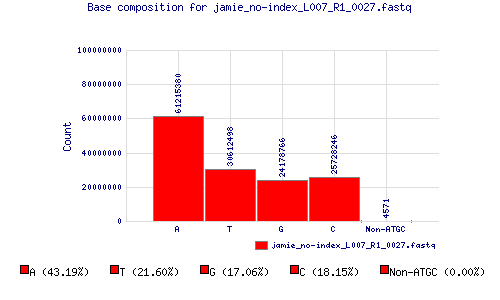 Base composition for jamie_no-index_L007_R1_0027.fastq
100000000
80000000
60000000
40000000
20000000
0
Count
61215380
30612498
24178766
25728246
4571
A T G C Non-ATGC
jamie_no-index_L007_R1_0027.fastq
A (43.19%) T (21.60%) G (17.06%) C (18.15%) Non-ATGC (0.00%)